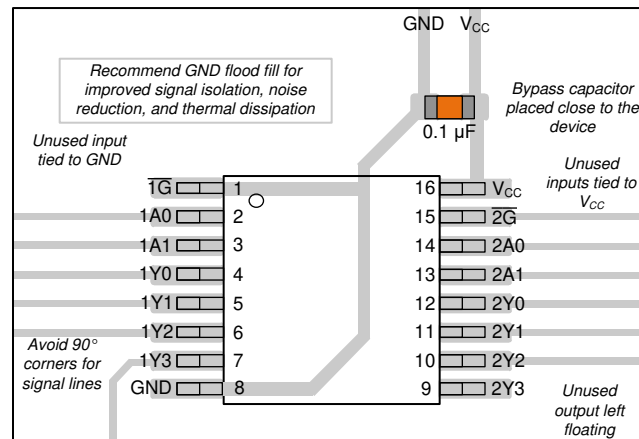 GND VCC
Recommend GND flood fill for
improved signal isolation, noise
reduction, and thermal dissipation
Bypass capacitor
placed close to the
device
0.1 µF
Unused input
tied to GND
Unused
inputs tied to
VCC
1G 1 16 VCC
1A0 2 15 2G
1A1 3 14 2A0
1Y0 4 13 2A1
1Y1 5 12 2Y0
1Y2 6 11 2Y1
1Y3 7 10 2Y2
GND 8 9 2Y3
Avoid 90°
corners for
signal lines
Unused
output left
floating